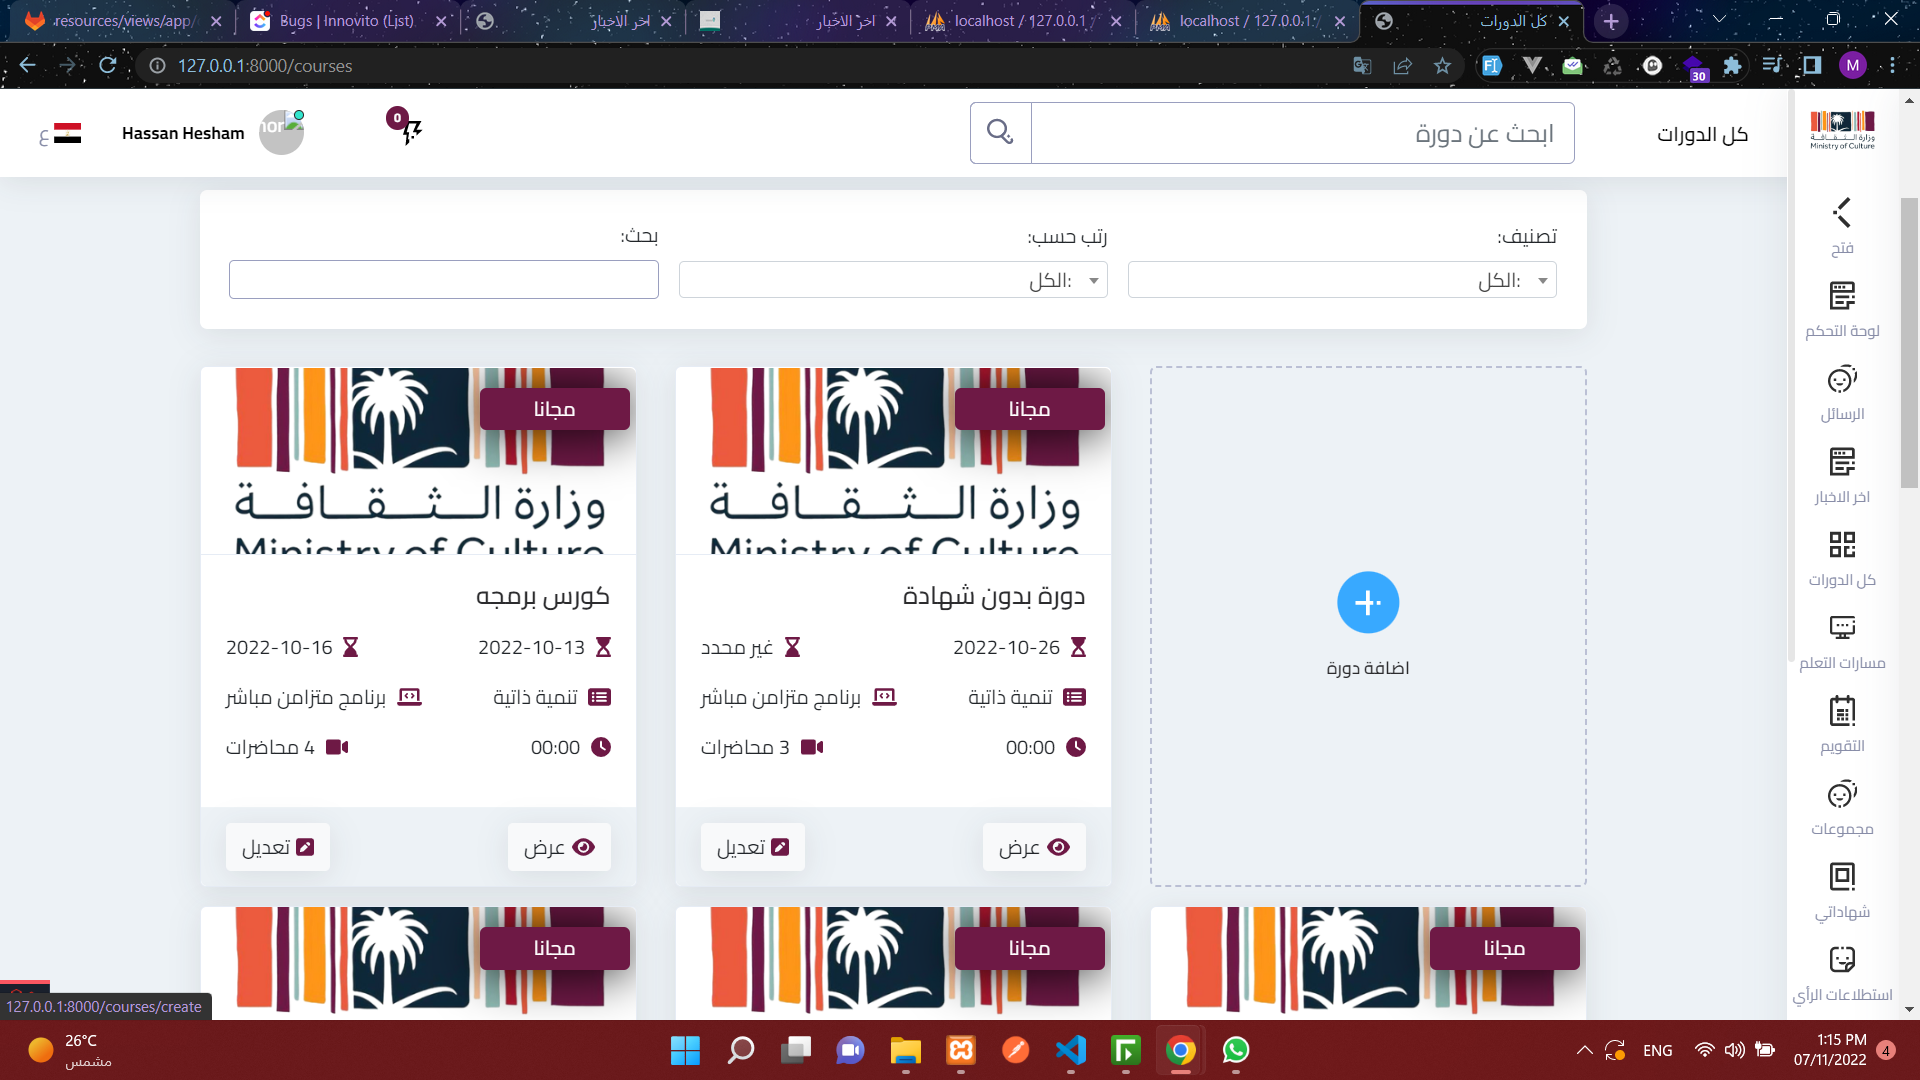 resources/views/app/
Bugs | Innovito (List)
اخر الاخبار
اخر الاخبار
localhost / 127.0.0.1 /
localhost / 127.0.0.1 /
كل الدورات
127.0.0.1:8000/courses
30
M
ع
Hassan Hesham
0
ابحث عن دورة
كل الدورات
وزارة الثقافة
Ministry of Culture
فتح
لوحة التحكم
الرسائل
اخر الاخبار
كل الدورات
مسارات التعلم
التقويم
مجموعات
شهاداتي
استطلاعات الرأي
تصنيف:
رتب حسب:
بحث:
الكل:
الكل:
اضافة دورة
مجانا
وزارة الثقافة
Ministry of Culture
دورة بدون شهادة
2022-10-26
غير محدد
تنمية ذاتية
برنامج متزامن مباشر
00:00
3 محاضرات
عرض
تعديل
مجانا
وزارة الثقافة
Ministry of Culture
كورس برمجه
2022-10-13
2022-10-16
تنمية ذاتية
برنامج متزامن مباشر
00:00
4 محاضرات
عرض
تعديل
مجانا
مجانا
مجانا
127.0.0.1:8000/courses/create
26°C
مشمس
ENG
1:15 PM
07/11/2022
4